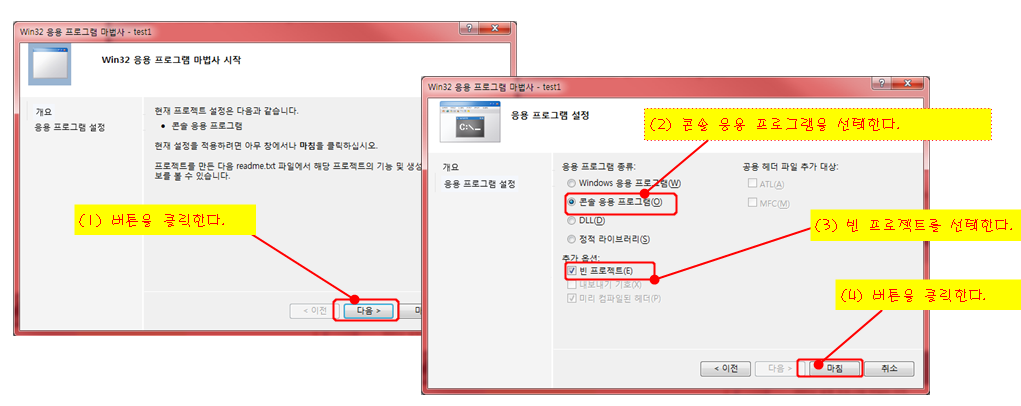 Win32 응용 프로그램 마법사 - test1
Win32 응용 프로그램 마법사 시작
개요
응용 프로그램 설정
현재 프로젝트 설정은 다음과 같습니다.
• 콘솔 응용 프로그램
현재 설정을 적용하려면 아무 창에서나 마침을 클릭하십시오.
프로젝트를 만든 다음 readme.txt 파일에서 해당 프로젝트의 기능 및 생성
보를 볼 수 있습니다.
(1) 버튼을 클릭한다.
< 이전
다음 >
Win32 응용 프로그램 마법사 - test1
C:\_
응용 프로그램 설정
(2) 콘솔 응용 프로그램을 선택한다.
개요
응용 프로그램 설정
응용 프로그램 종류:
Windows 응용 프로그램(W)
콘솔 응용 프로그램(O)
DLL(D)
정적 라이브러리(S)
추가 옵션:
빈 프로젝트(E)
내보내기 기호(X)
미리 컴파일된 헤더(P)
공용 헤더 파일 추가 대상:
ATL(A)
MFC(M)
(3) 빈 프로젝트를 선택한다.
(4) 버튼을 클릭한다.
< 이전
다음 >
마침
취소